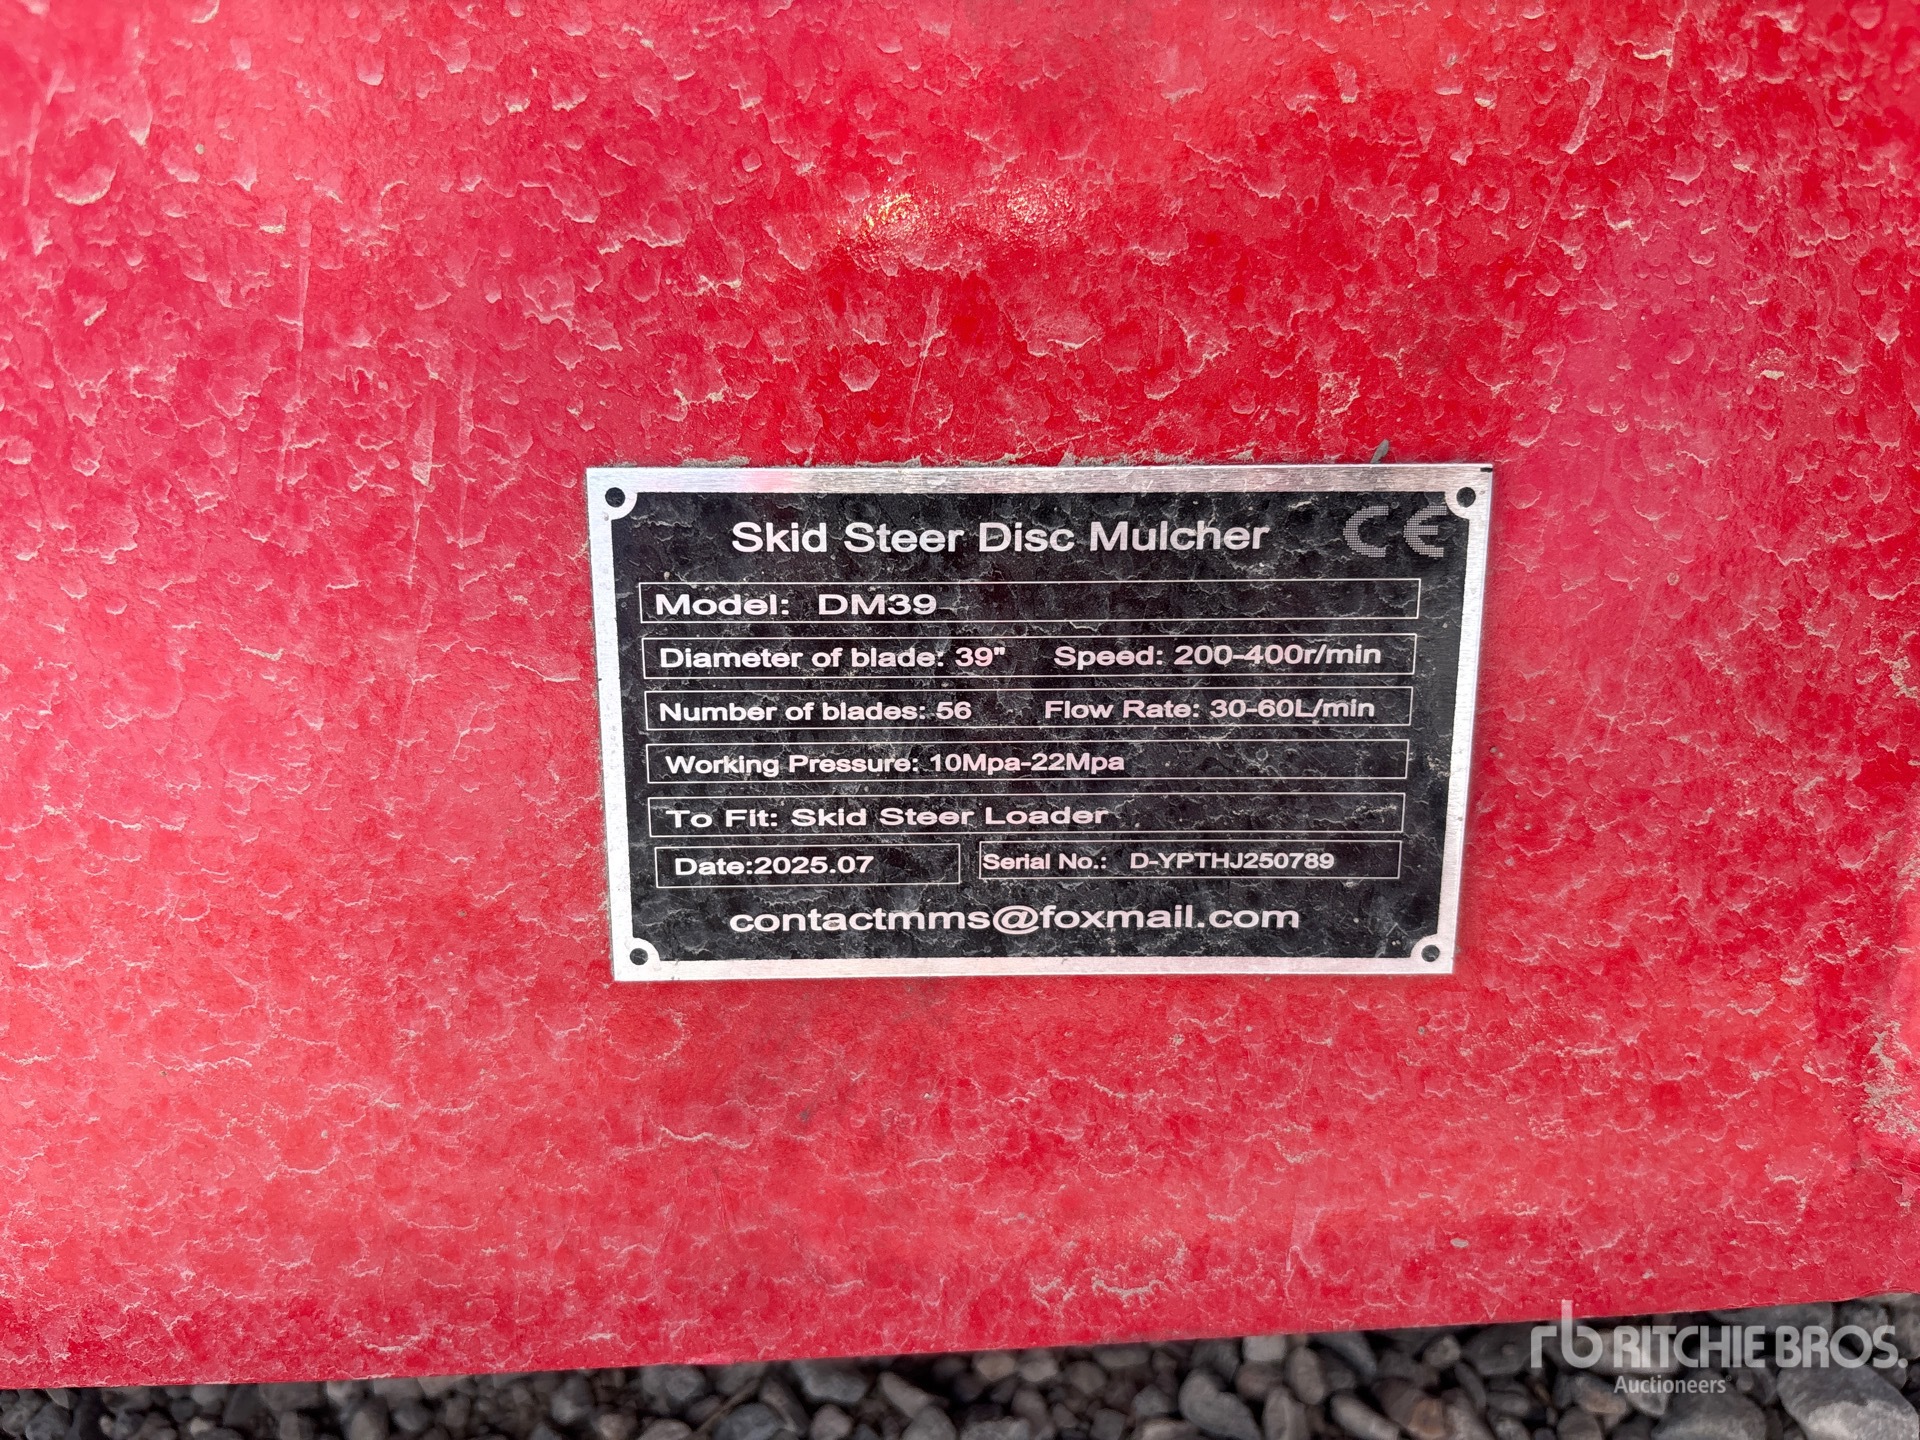 Skid Steer Disc Mulcher CE
Model: DM39
Diameter of blade: 39" Speed: 200-400r/min
Number of blades: 56 Flow Rate: 30-60L/min
Working Pressure: 10Mpa-22Mpa
To Fit: Skid Steer Loader
Date:2025.07 Serial No.: D-YPTHJ250789
contactmms@foxmail.com
rb RITCHIE BROS.
Auctioneers